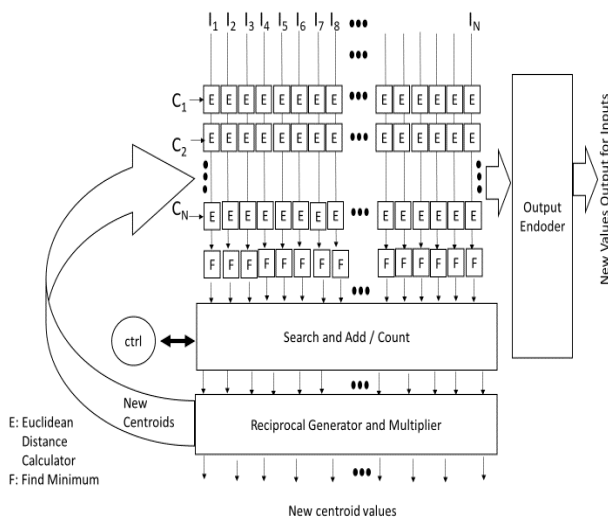 I1 I2 I3 I4 I5 I6 I7 I8 ●●● IN
●●●
C1 E E E E E E E E ●●● E E E E E E
C2 E E E E E E E E ●●● E E E E E E
CN E E E E E E E E ●●● E E E E E E
F F F F F F F F F F F F F F
●●●
Search and Add / Count
ctrl
●●●
Reciprocal Generator and Multiplier
●●●
New centroid values
New
Centroids
E: Euclidean
Distance
Calculator
F: Find Minimum
Output
Endoder
New Values Output for Inputs